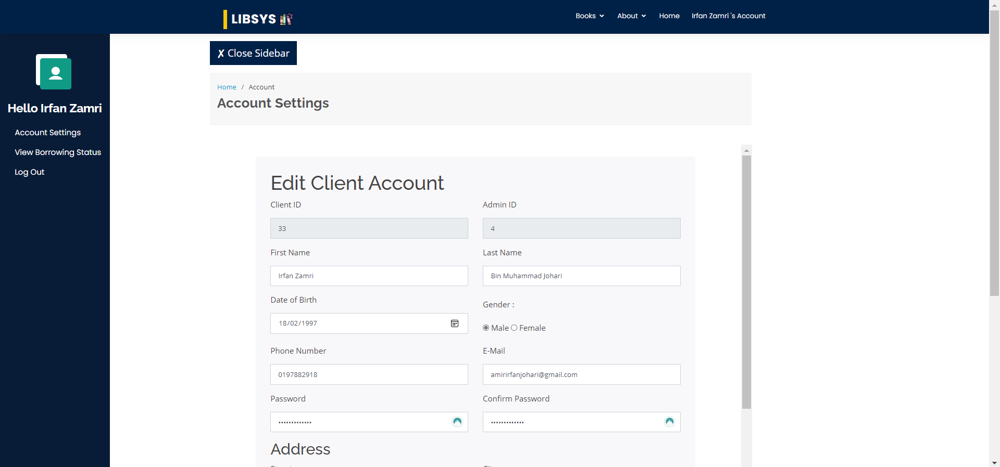 LIBSYS
Books
About
Home
Irfan Zamri 's Account
✗ Close Sidebar
Hello Irfan Zamri
Account Settings
View Borrowing Status
Log Out
Home / Account
Account Settings
Edit Client Account
Client ID
Admin ID
33
4
First Name
Last Name
Irfan Zamri
Bin Muhammad Johari
Date of Birth
Gender :
18/02/1997
Male Female
Phone Number
E-Mail
0197882918
amirirfanjohari@gmail.com
Password
Confirm Password
•••••••••••••
•••••••••••••
Address